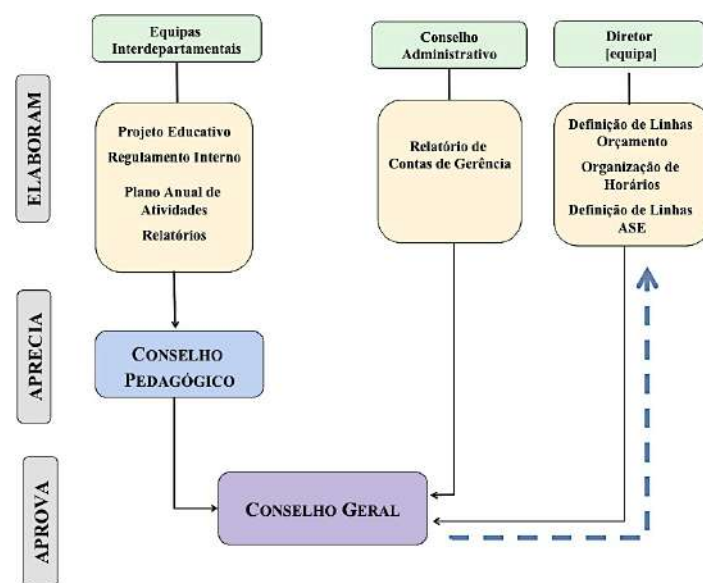 Equipas
Interdepartamentais
Conselho
Administrativo
Diretor
[equipa]
ELABORAM
Projeto Educativo
Regulamento Interno
Plano Anual de
Atividades
Relatórios
Relatório de
Contas de Gerência
Definição de Linhas
Orçamento
Organização de
Horários
Definição de Linhas
ASE
APRECIA
CONSELHO
PEDAGÓGICO
APROVA
CONSELHO GERAL